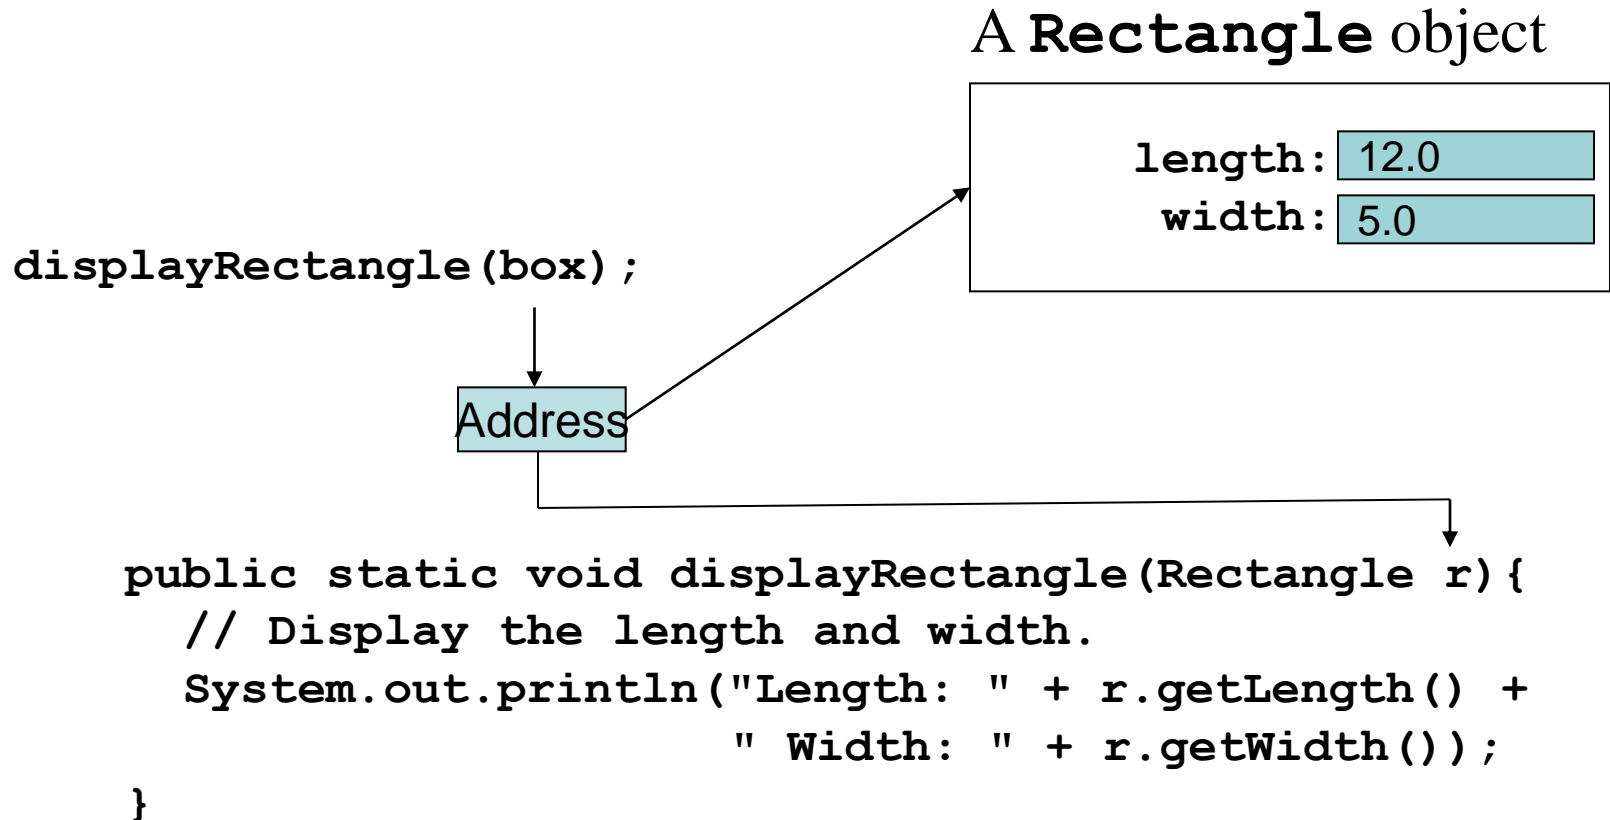 A Rectangle object
length: 12.0
width: 5.0
displayRectangle(box);
Address
public static void displayRectangle(Rectangle r){
// Display the length and width.
System.out.println("Length: " + r.getLength() +
" Width: " + r.getWidth());
}